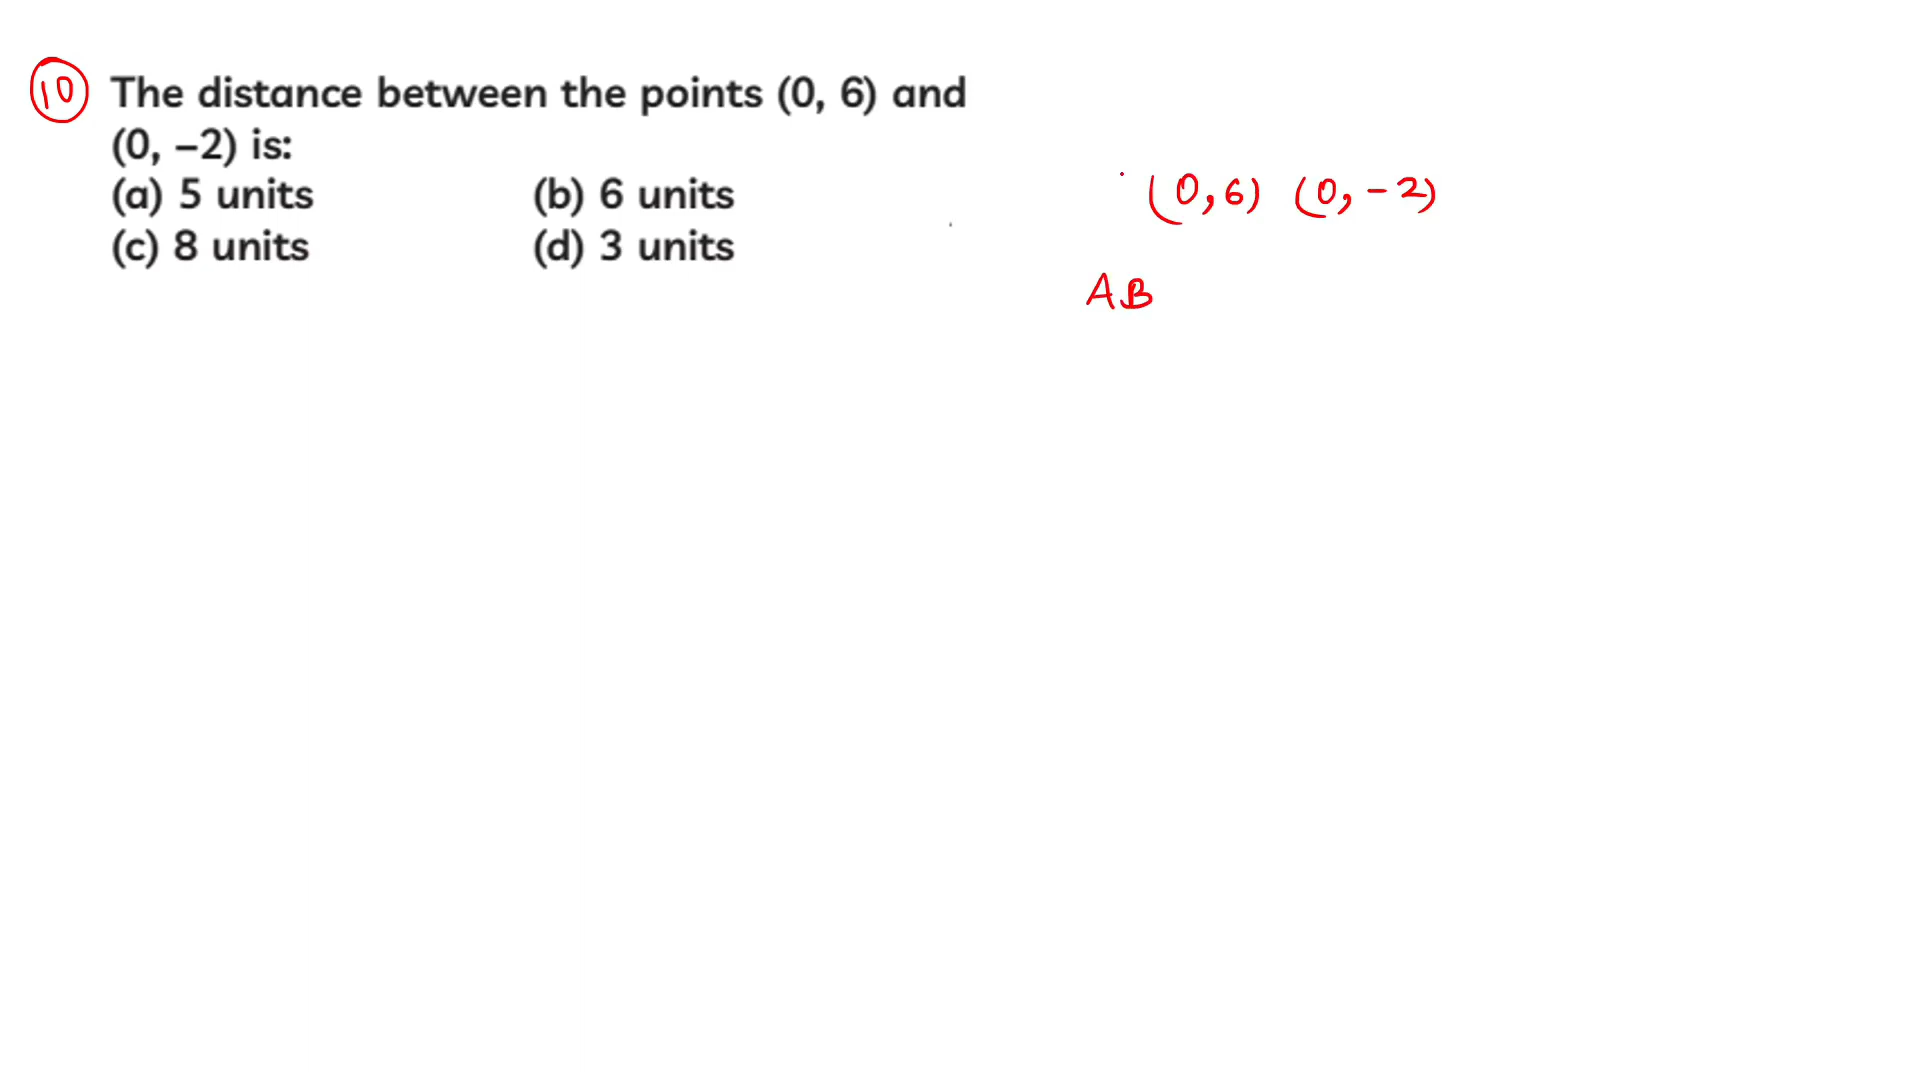 10 The distance between the points (0, 6) and
(0, –2) is:
(a) 5 units (b) 6 units
(c) 8 units (d) 3 units
(0,6) (0,-2)
AB